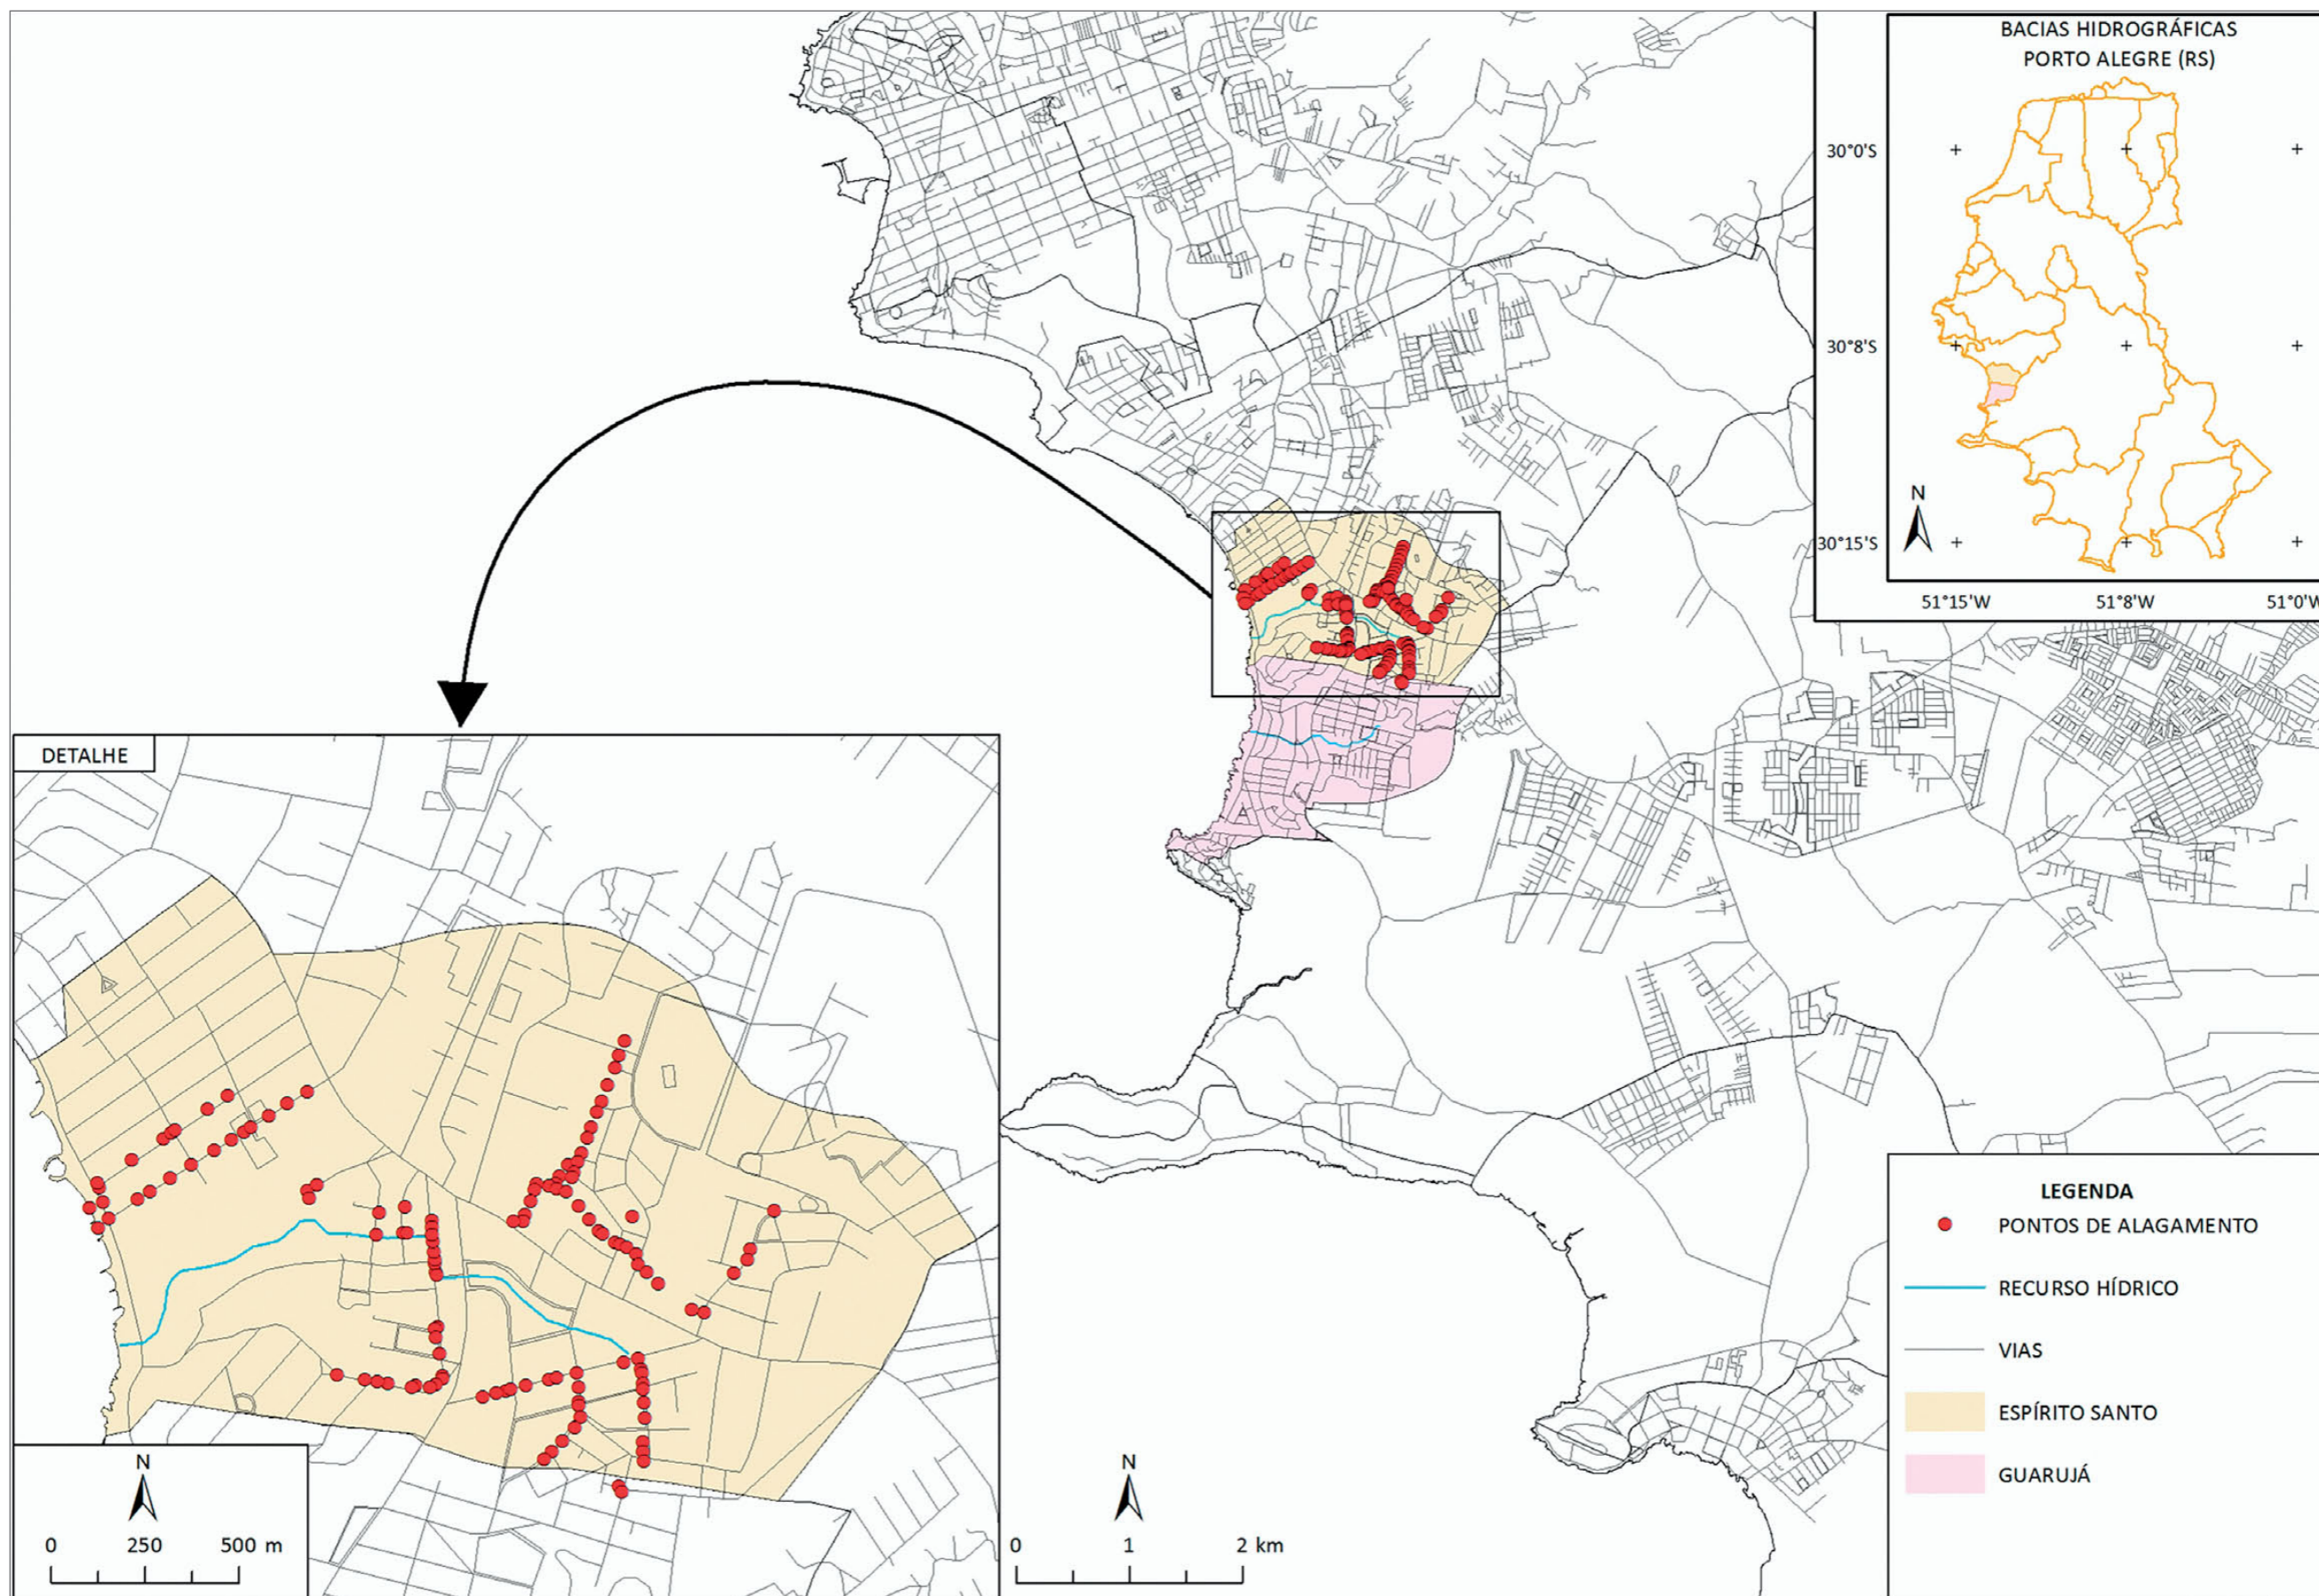 BACIAS HIDROGRÁFICAS
PORTO ALEGRE (RS)
30°0'S
30°8'S
30°15'S
N
51°15'W
51°8'W
51°0'W
DETALHE
N
0 250 500 m
N
0 1 2 km
LEGENDA
PONTOS DE ALAGAMENTO
RECURSO HÍDRICO
VIAS
ESPÍRITO SANTO
GUARUJÁ